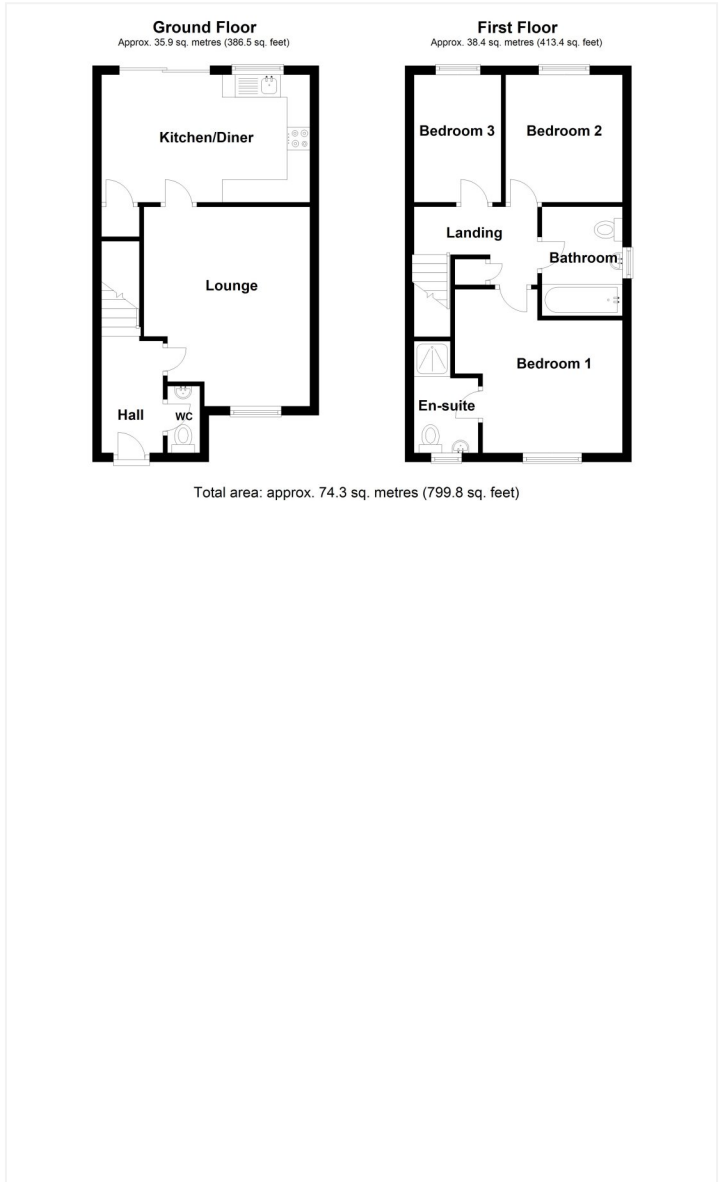 Ground Floor
Approx. 35.9 sq. metres (386.5 sq. feet)
Kitchen/Diner
Lounge
Hall
WC
First Floor
Approx. 38.4 sq. metres (413.4 sq. feet)
Bedroom 3
Bedroom 2
Landing
Bathroom
Bedroom 1
En-suite
Total area: approx. 74.3 sq. metres (799.8 sq. feet)